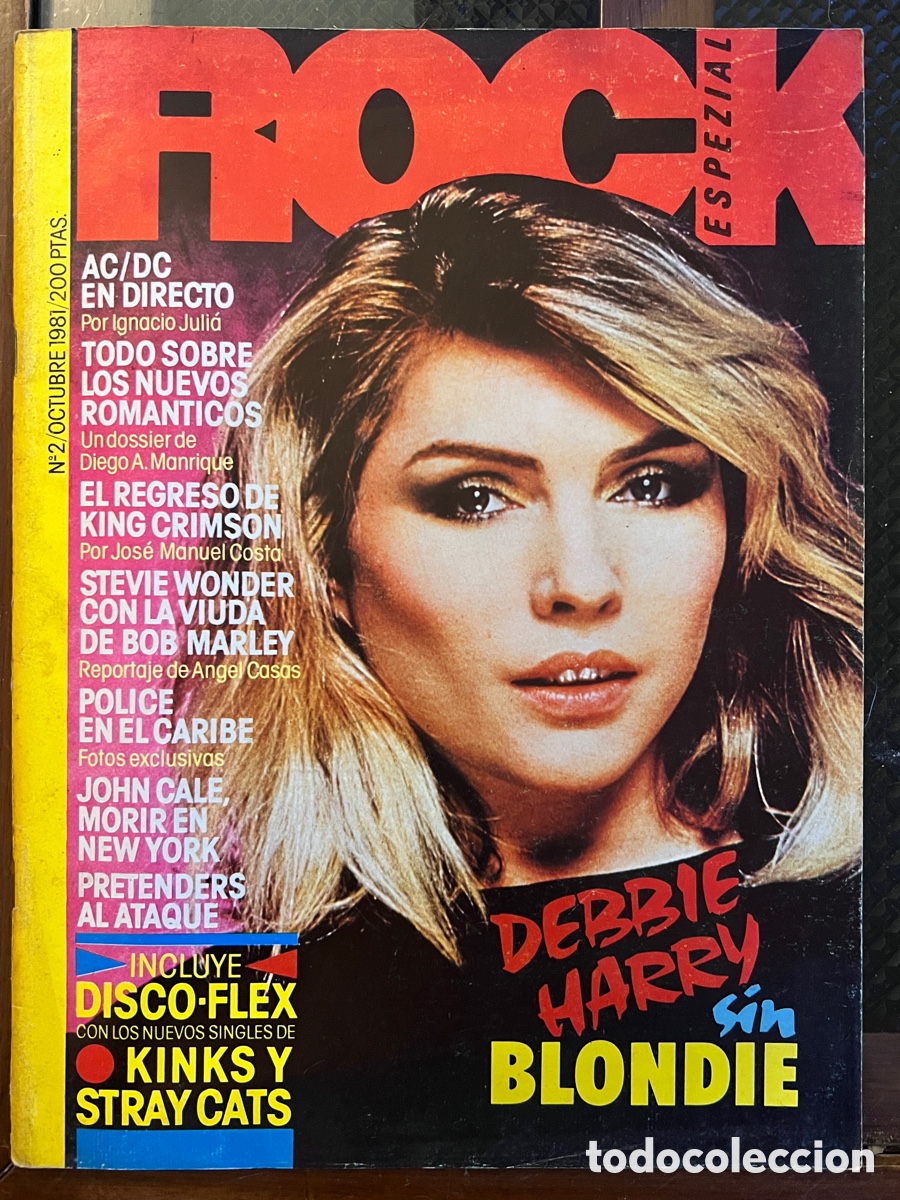 ROCK
ESPEZIAL
Nº2/OCTUBRE 1981/200 PTAS.
AC/DC
EN DIRECTO
Por Ignacio Juliá
TODO SOBRE
LOS NUEVOS
ROMANTICOS
Un dossier de
Diego A. Manrique
EL REGRESO DE
KING CRIMSON
Por José Manuel Costa
STEVIE WONDER
CON LA VIUDA
DE BOB MARLEY
Reportaje de Angel Casas
POLICE
EN EL CARIBE
Fotos exclusivas
JOHN CALE,
MORIR EN
NEW YORK
PRETENDERS
AL ATAQUE
INCLUYE
DISCO-FLEX
CON LOS NUEVOS SINGLES DE
KINKS Y
STRAY CATS
DEBBIE
HARRY
sin
BLONDIE
todocoleccion